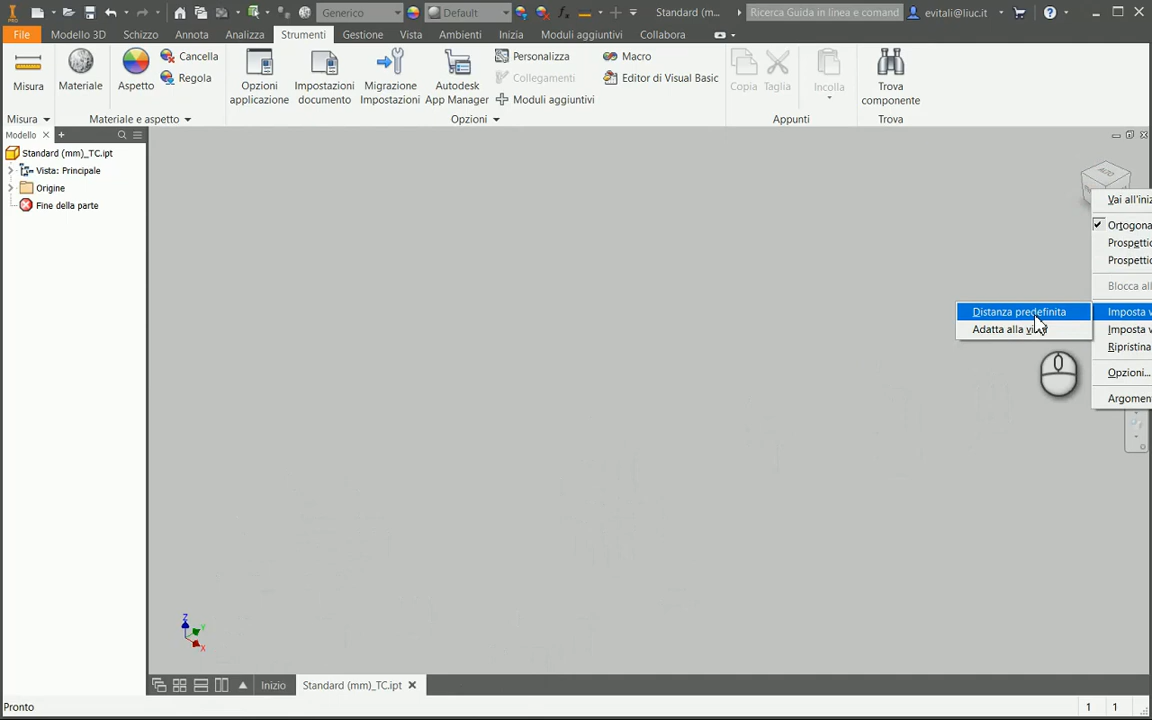 PRO Generico Default Standard (m... Ricerca Guida in linea e comand evitali@liuc.it
File Modello 3D Schizzo Annota Analizza Strumenti Gestione Vista Ambienti Inizia Moduli aggiuntivi Collabora
Misura
Materiale
Aspetto
Cancella
Regola
Opzioni applicazione
Impostazioni documento
Migrazione Impostazioni
Autodesk App Manager
Personalizza
Collegamenti
Moduli aggiuntivi
Macro
Editor di Visual Basic
Copia
Taglia
Incolla
Trova componente
Misura Materiale e aspetto Opzioni Appunti Trova
Modello
Standard (mm)_TC.ipt
Vista: Principale
Origine
Fine della parte
ALTO
Vai all'iniz
Ortogona
Prospetti
Prospetti
Blocca all
Distanza predefinita Imposta v
Adatta alla Imposta v
Ripristina
Opzioni...
Argomen
Z
Y
X
Inizio Standard (mm)_TC.ipt
Pronto 1 1